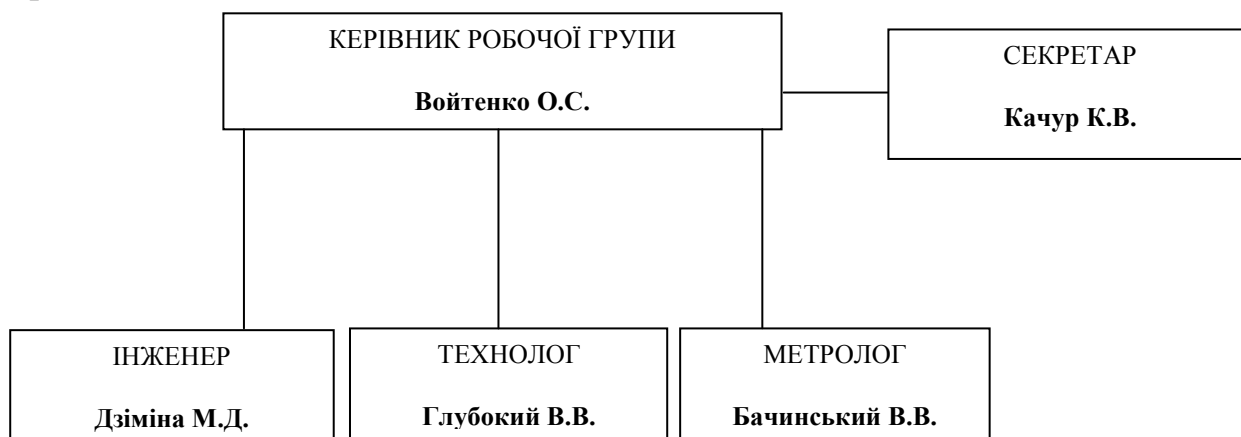 КЕРІВНИК РОБОЧОЇ ГРУПИ
Войтенко О.С.
СЕКРЕТАР
Качур К.В.
ІНЖЕНЕР
Дзіміна М.Д.
ТЕХНОЛОГ
Глубокий В.В.
МЕТРОЛОГ
Бачинський В.В.